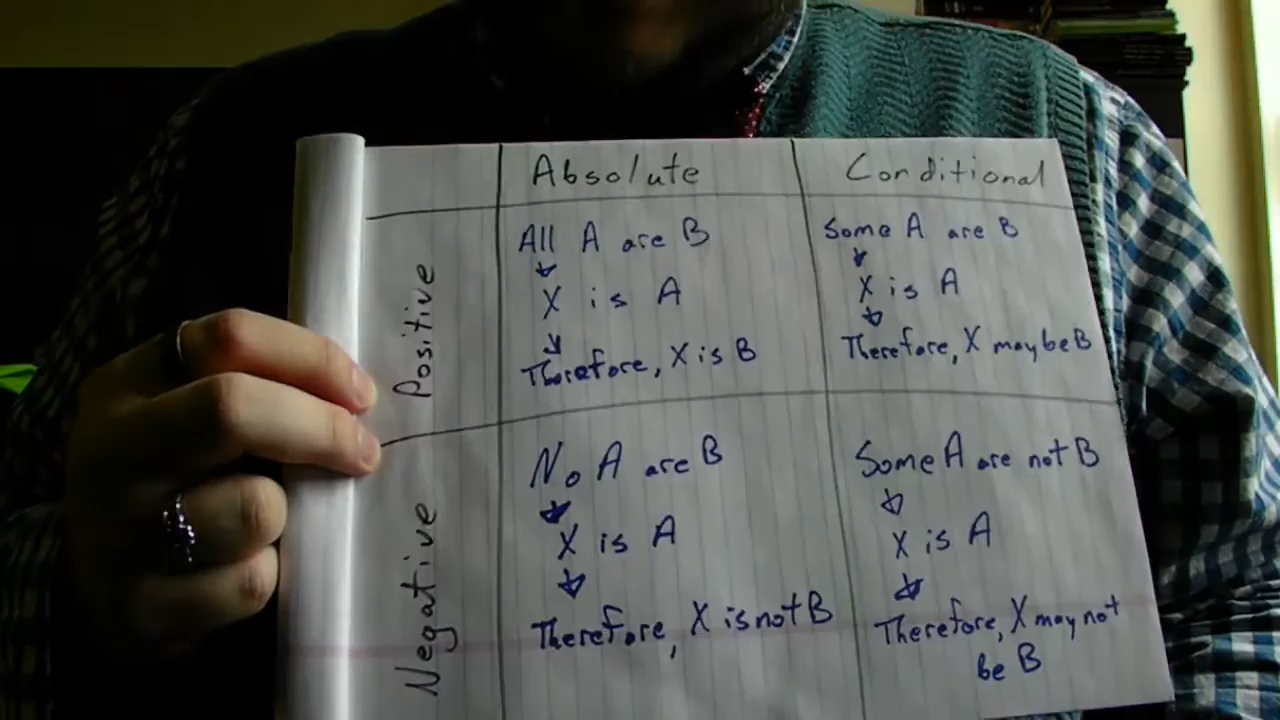 Absolute
Conditional
Positive
All A are B
X is A
Therefore, X is B
Some A are B
X is A
Therefore, X may be B
Negative
No A are B
X is A
Therefore, X is not B
Some A are not B
X is A
Therefore, X may not
be B